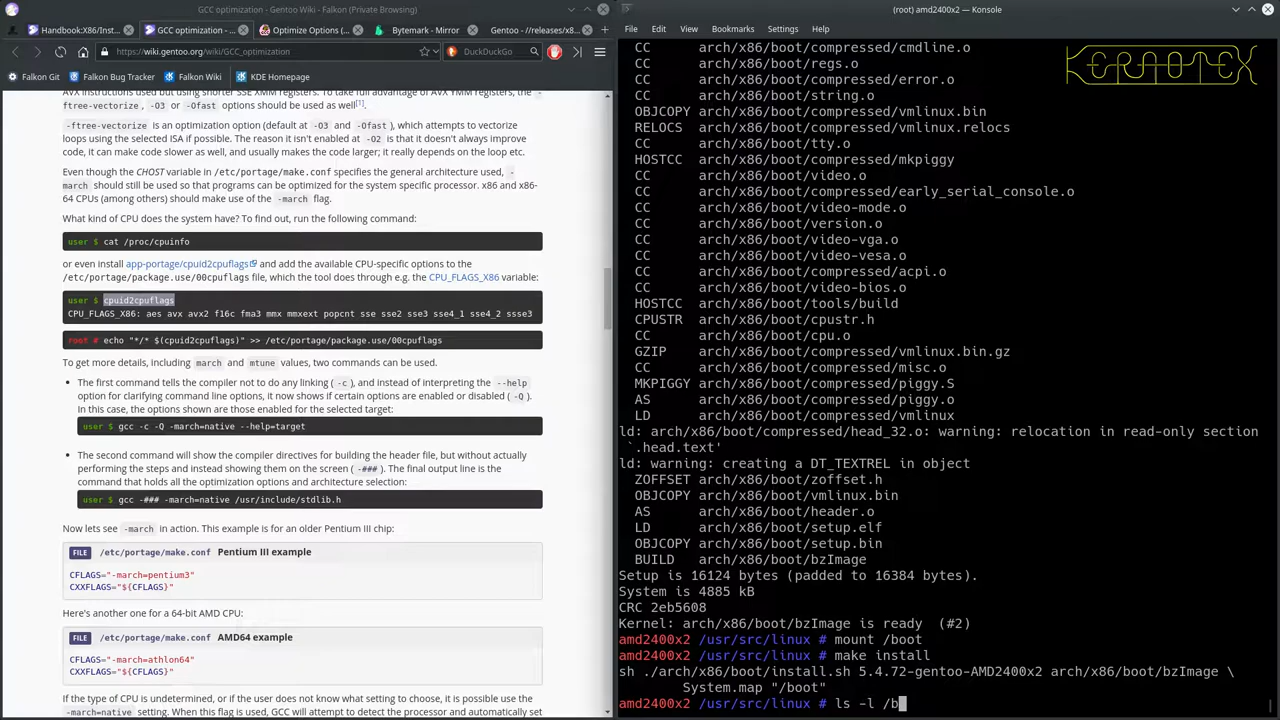 GCC optimization - Gentoo Wiki - Falkon (Private Browsing)
Handbook:X86/Inst...
GCC optimization -...
Optimize Options (...
Bytemark - Mirror
Gentoo - //releases/x8...
https://wiki.gentoo.org/wiki/GCC_optimization
DuckDuckGo
Falkon Git
Falkon Bug Tracker
Falkon Wiki
KDE Homepage
AVX instructions used but using shorter SSE XMM registers. To take full advantage of AVX YMM registers, the -
ftree-vectorize , -O3 or -Ofast options should be used as well[1].
-ftree-vectorize is an optimization option (default at -O3 and -Ofast), which attempts to vectorize
loops using the selected ISA if possible. The reason it isn't enabled at -O2 is that it doesn't always improve
code, it can make code slower as well, and usually makes the code larger; it really depends on the loop etc.
Even though the CHOST variable in /etc/portage/make.conf specifies the general architecture used, -
march should still be used so that programs can be optimized for the system specific processor. x86 and x86-
64 CPUs (among others) should make use of the -march flag.
What kind of CPU does the system have? To find out, run the following command:
user $ cat /proc/cpuinfo
or even install app-portage/cpuid2cpuflags and add the available CPU-specific options to the
/etc/portage/package.use/00cpuflags file, which the tool does through e.g. the CPU_FLAGS_X86 variable:
user $ cpuid2cpuflags
CPU_FLAGS_X86: aes avx avx2 f16c fma3 mmx mmxext popcnt sse sse2 sse3 sse4_1 sse4_2 ssse3
root # echo "*/* $(cpuid2cpuflags)" >> /etc/portage/package.use/00cpuflags
To get more details, including march and mtune values, two commands can be used.
The first command tells the compiler not to do any linking ( -c ), and instead of interpreting the --help
option for clarifying command line options, it now shows if certain options are enabled or disabled ( -Q ).
In this case, the options shown are those enabled for the selected target:
user $ gcc -c -Q -march=native --help=target
The second command will show the compiler directives for building the header file, but without actually
performing the steps and instead showing them on the screen ( -### ). The final output line is the
command that holds all the optimization options and architecture selection:
user $ gcc -### -march=native /usr/include/stdlib.h
Now lets see -march in action. This example is for an older Pentium III chip:
FILE /etc/portage/make.conf Pentium III example
CFLAGS="-march=pentium3"
CXXFLAGS="${CFLAGS}"
Here's another one for a 64-bit AMD CPU:
FILE /etc/portage/make.conf AMD64 example
CFLAGS="-march=athlon64"
CXXFLAGS="${CFLAGS}"
If the type of CPU is undetermined, or if the user does not know what setting to choose, it is possible use the
-march=native setting. When this flag is used, GCC will attempt to detect the processor and automatically set
(root) amd2400x2 — Konsole
File Edit View Bookmarks Settings Help
KERAOTEX
CC arch/x86/boot/compressed/cmdline.o
CC arch/x86/boot/regs.o
CC arch/x86/boot/compressed/error.o
CC arch/x86/boot/string.o
OBJCOPY arch/x86/boot/compressed/vmlinux.bin
RELOCS arch/x86/boot/compressed/vmlinux.relocs
CC arch/x86/boot/tty.o
HOSTCC arch/x86/boot/compressed/mkpiggy
CC arch/x86/boot/video.o
CC arch/x86/boot/compressed/early_serial_console.o
CC arch/x86/boot/video-mode.o
CC arch/x86/boot/version.o
CC arch/x86/boot/video-vga.o
CC arch/x86/boot/video-vesa.o
CC arch/x86/boot/compressed/acpi.o
CC arch/x86/boot/video-bios.o
HOSTCC arch/x86/boot/tools/build
CPUSTR arch/x86/boot/cpustr.h
CC arch/x86/boot/cpu.o
GZIP arch/x86/boot/compressed/vmlinux.bin.gz
CC arch/x86/boot/compressed/misc.o
MKPIGGY arch/x86/boot/compressed/piggy.S
AS arch/x86/boot/compressed/piggy.o
LD arch/x86/boot/compressed/vmlinux
ld: arch/x86/boot/compressed/head_32.o: warning: relocation in read-only section
`.head.text'
ld: warning: creating a DT_TEXTREL in object
ZOFFSET arch/x86/boot/zoffset.h
OBJCOPY arch/x86/boot/vmlinux.bin
AS arch/x86/boot/header.o
LD arch/x86/boot/setup.elf
OBJCOPY arch/x86/boot/setup.bin
BUILD arch/x86/boot/bzImage
Setup is 16124 bytes (padded to 16384 bytes).
System is 4885 kB
CRC 2eb5608
Kernel: arch/x86/boot/bzImage is ready (#2)
amd2400x2 /usr/src/linux # mount /boot
amd2400x2 /usr/src/linux # make install
sh ./arch/x86/boot/install.sh 5.4.72-gentoo-AMD2400x2 arch/x86/boot/bzImage \
System.map "/boot"
amd2400x2 /usr/src/linux # ls -l /b